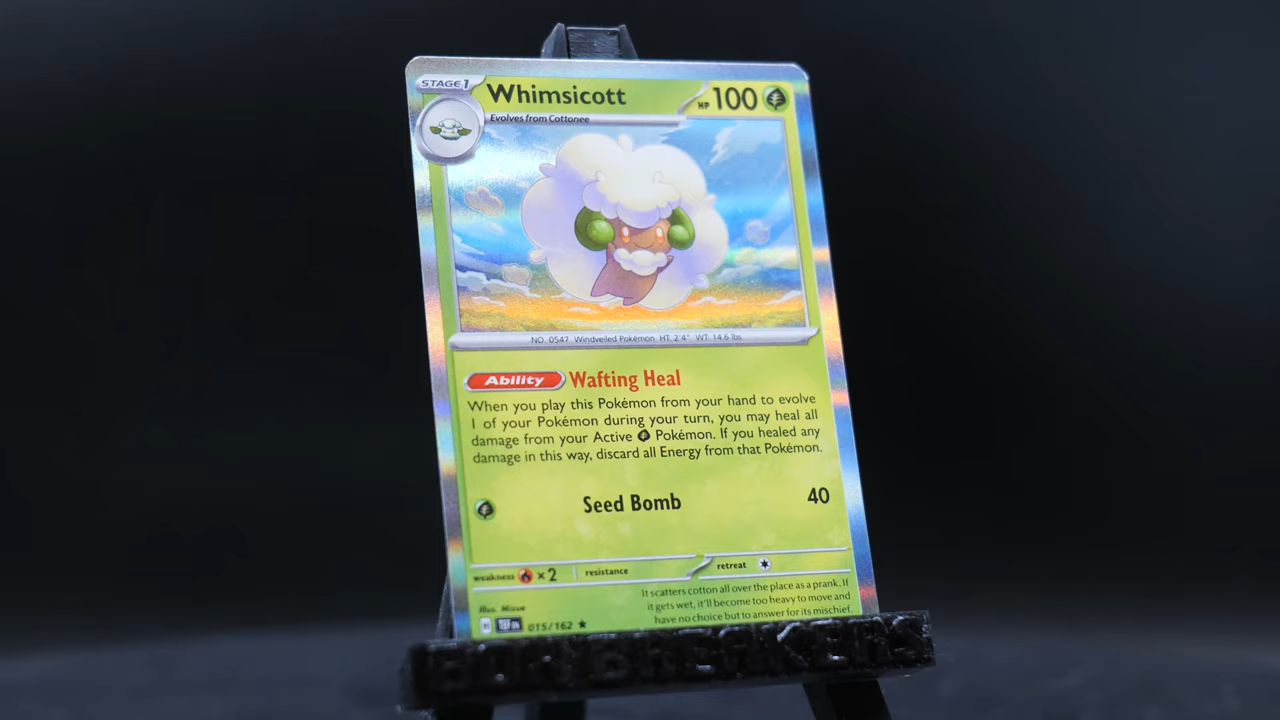 STAGE1
Whimsicott
HP 100
Evolves from Cottonee
NO. 0547 Windveiled Pokémon HT: 2'4" WT: 14.6 lbs.
Ability Wafting Heal
When you play this Pokémon from your hand to evolve
1 of your Pokémon during your turn, you may heal all
damage from your Active Pokémon. If you healed any
damage in this way, discard all Energy from that Pokémon.
Seed Bomb 40
weakness ×2 resistance retreat
It scatters cotton all over the place as a prank. If
it gets wet, it'll become too heavy to move and
have no choice but to answer for its mischief.
Illus. Mizue
TEF EN 015/162 ★